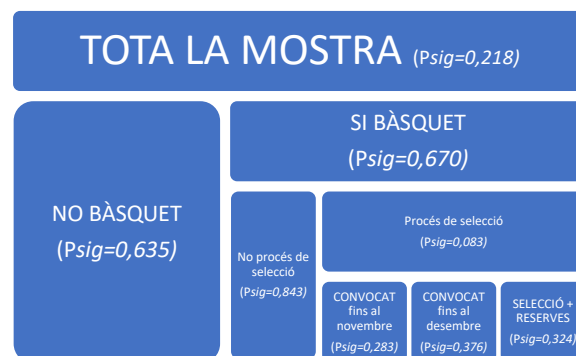 TOTA LA MOSTRA (Psig=0,218)
SI BÀSQUET
(Psig=0,670)
NO BÀSQUET
(Psig=0,635)
No procés de
selecció
(Psig=0,843)
Procés de selecció
(Psig=0,083)
CONVOCAT
fins al
novembre
(Psig=0,283)
CONVOCAT
fins al
desembre
(Psig=0,376)
SELECCIÓ +
RESERVES
(Psig=0,324)